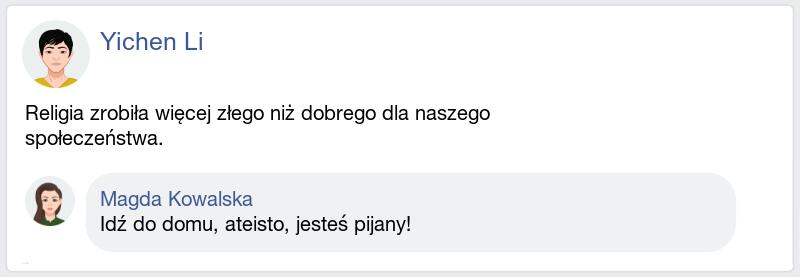 Yichen Li
Religia zrobiła więcej złego niż dobrego dla naszego
społeczeństwa.
Magda Kowalska
Idź do domu, ateisto, jesteś pijany!